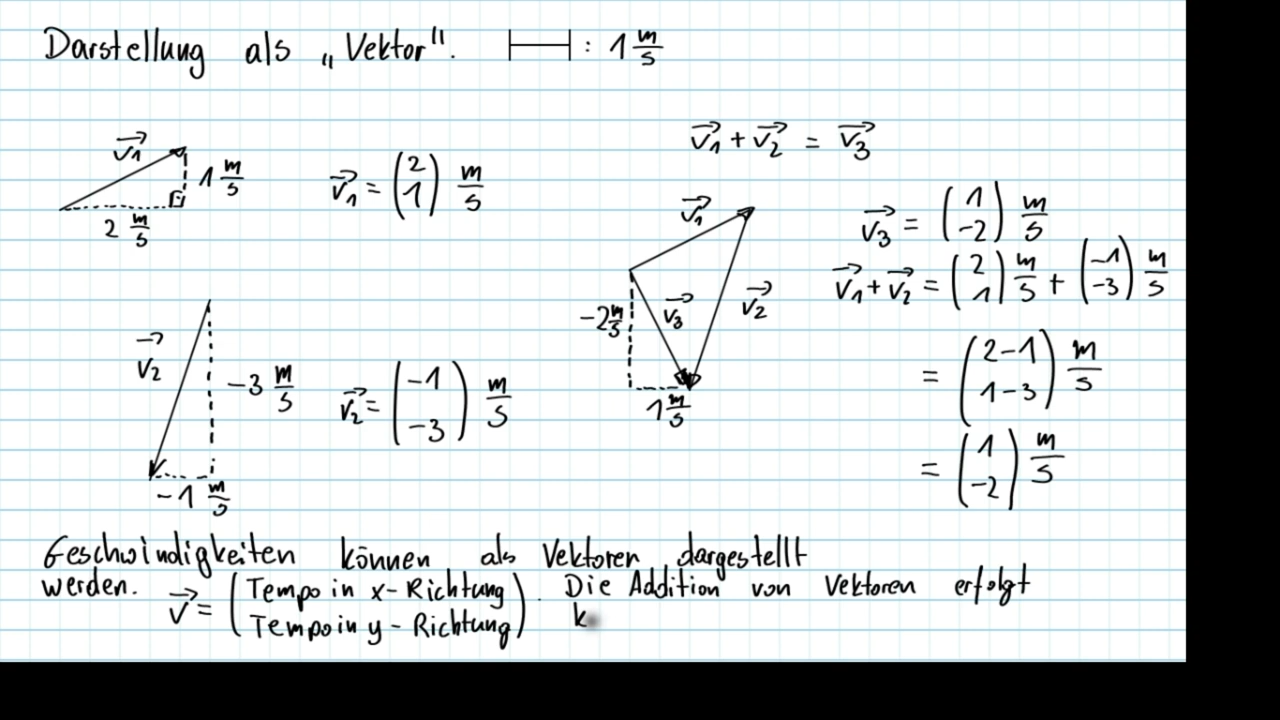 Darstellung als „Vektor". : 1 m/s
v₁→
1 m/s
2 m/s
v₁→ = (2 1) m/s
v₂→
-3 m/s
-1 m/s
v₂→ = (-1 -3) m/s
v₁→ + v₂→ = v₃→
v₁→
v₂→
v₃→
-2 m/s
1 m/s
v₃→ = (1 -2) m/s
v₁→ + v₂→ = (2 1) m/s + (-1 -3) m/s
= (2-1 1-3) m/s
= (1 -2) m/s
Geschwindigkeiten können als Vektoren dargestellt
werden. v→ = (Tempo in x-Richtung Tempo in y-Richtung). Die Addition von Vektoren erfolgt
k